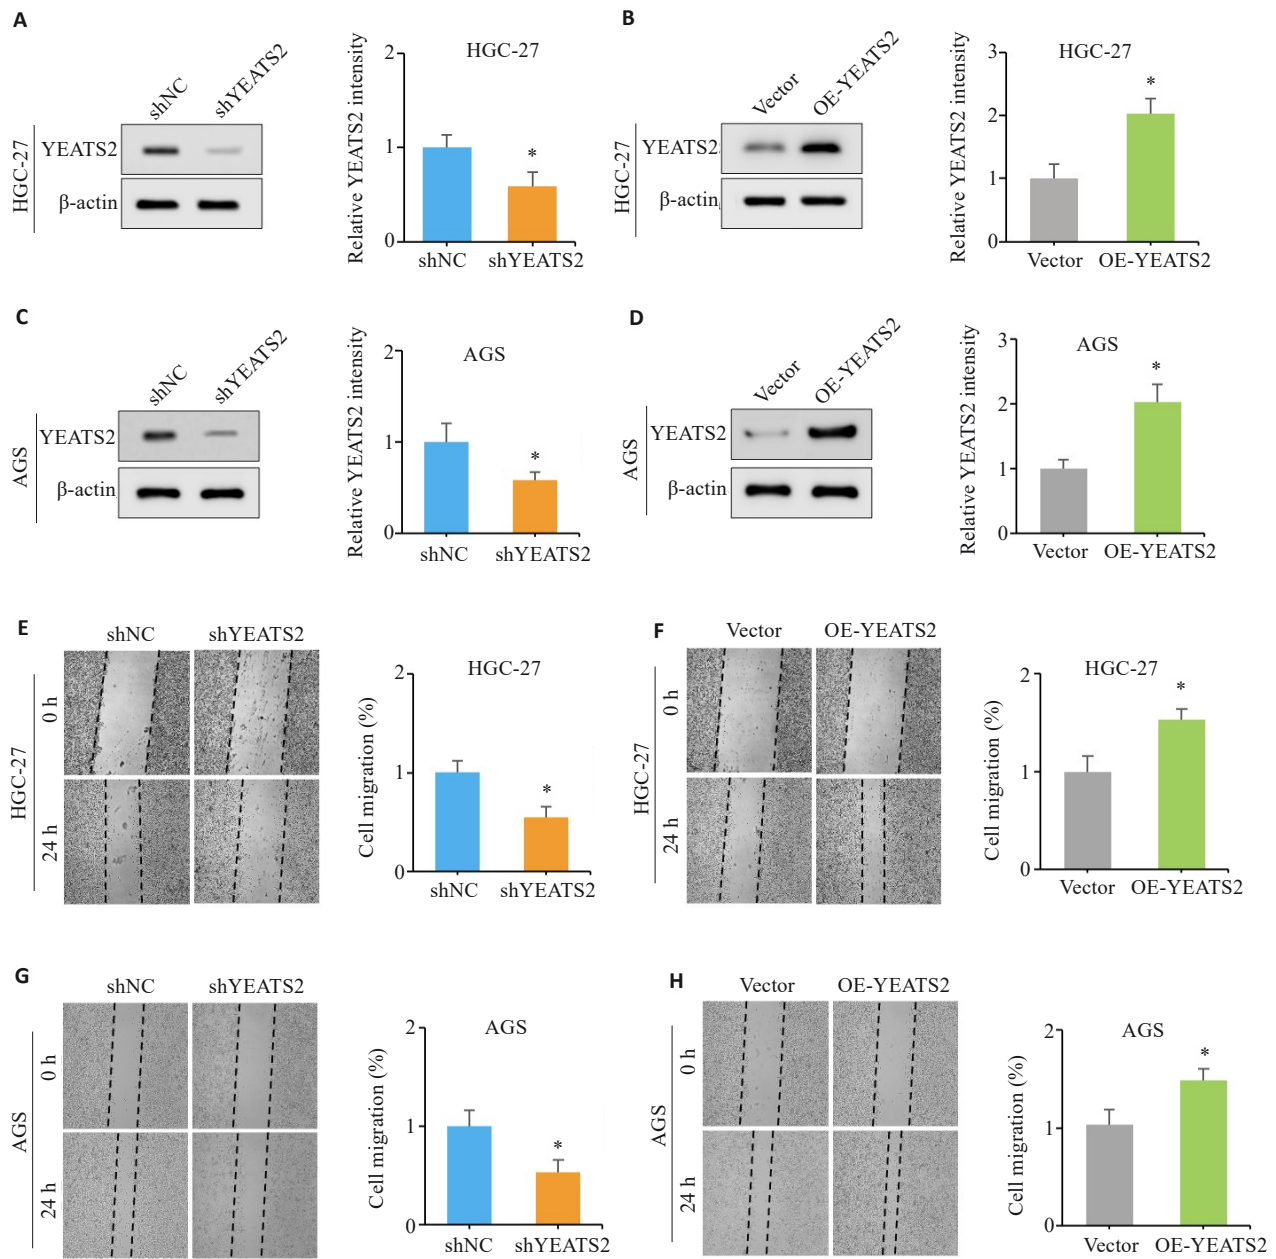 A
shNC
shYEATS2
HGC-27
YEATS2
β-actin
Relative YEATS2 intensity
2
1
0
HGC-27
*
shNC
shYEATS2
B
Vector
OE-YEATS2
HGC-27
YEATS2
β-actin
Relative YEATS2 intensity
3
2
1
0
HGC-27
*
Vector
OE-YEATS2
C
shNC
shYEATS2
AGS
YEATS2
β-actin
Relative YEATS2 intensity
2
1
0
AGS
*
shNC
shYEATS2
D
Vector
OE-YEATS2
AGS
YEATS2
β-actin
Relative YEATS2 intensity
3
2
1
0
AGS
*
Vector
OE-YEATS2
E
shNC
shYEATS2
HGC-27
0 h
24 h
Cell migration (%)
2
1
0
HGC-27
*
shNC
shYEATS2
F
Vector
OE-YEATS2
HGC-27
0 h
24 h
Cell migration (%)
2
1
0
HGC-27
*
Vector
OE-YEATS2
G
shNC
shYEATS2
AGS
0 h
24 h
Cell migration (%)
2
1
0
AGS
*
shNC
shYEATS2
H
Vector
OE-YEATS2
AGS
0 h
24 h
Cell migration (%)
2
1
0
AGS
*
Vector
OE-YEATS2